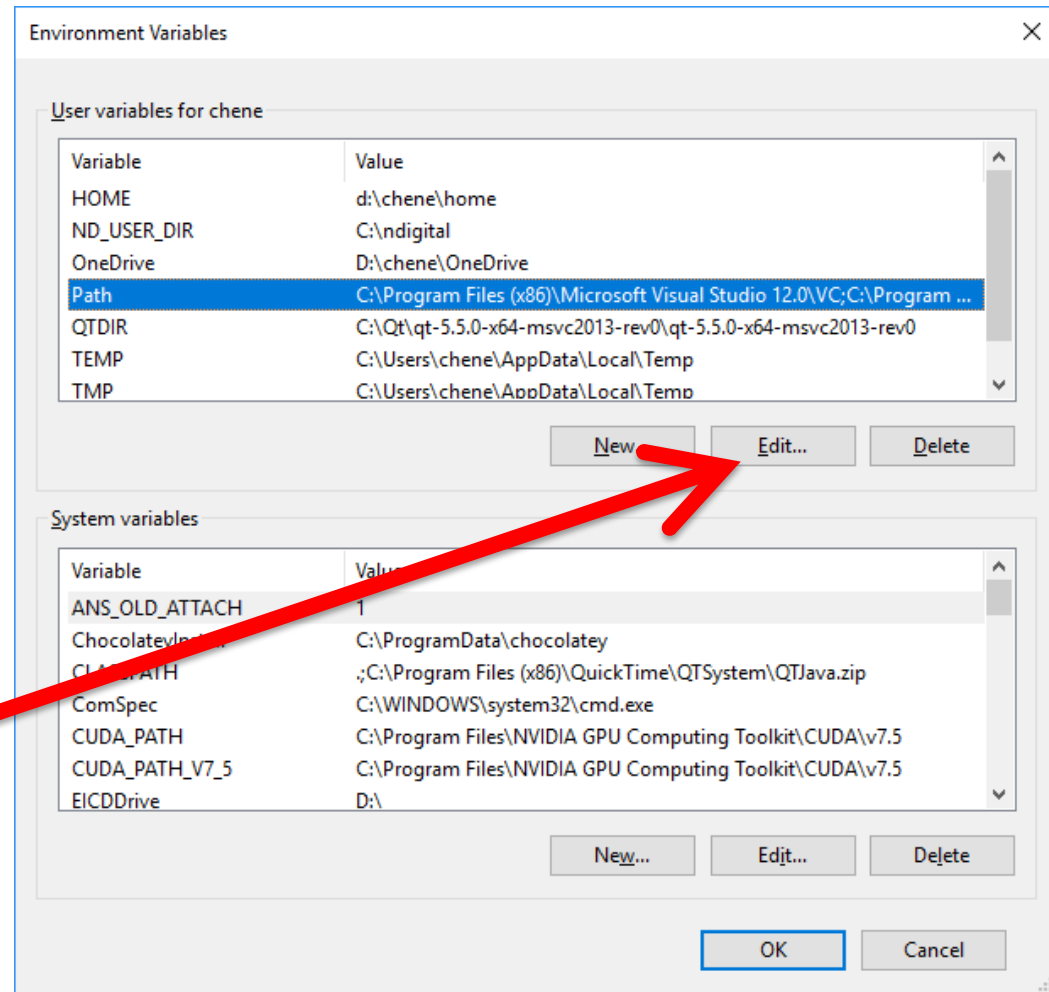 Environment Variables
User variables for chene
Variable Value
HOME d:\chene\home
ND_USER_DIR C:\ndigital
OneDrive D:\chene\OneDrive
Path C:\Program Files (x86)\Microsoft Visual Studio 12.0\VC;C:\Program ...
QTDIR C:\Qt\qt-5.5.0-x64-msvc2013-rev0\qt-5.5.0-x64-msvc2013-rev0
TEMP C:\Users\chene\AppData\Local\Temp
TMP C:\Users\chene\AppData\Local\Temp
New Edit... Delete
System variables
Variable Value
ANS_OLD_ATTACH 1
C:\ProgramData\chocolatey
.;C:\Program Files (x86)\QuickTime\QTSystem\QTJava.zip
ComSpec C:\WINDOWS\system32\cmd.exe
CUDA_PATH C:\Program Files\NVIDIA GPU Computing Toolkit\CUDA\v7.5
CUDA_PATH_V7_5 C:\Program Files\NVIDIA GPU Computing Toolkit\CUDA\v7.5
EICDDrive D:\
New... Edit... Delete
OK Cancel